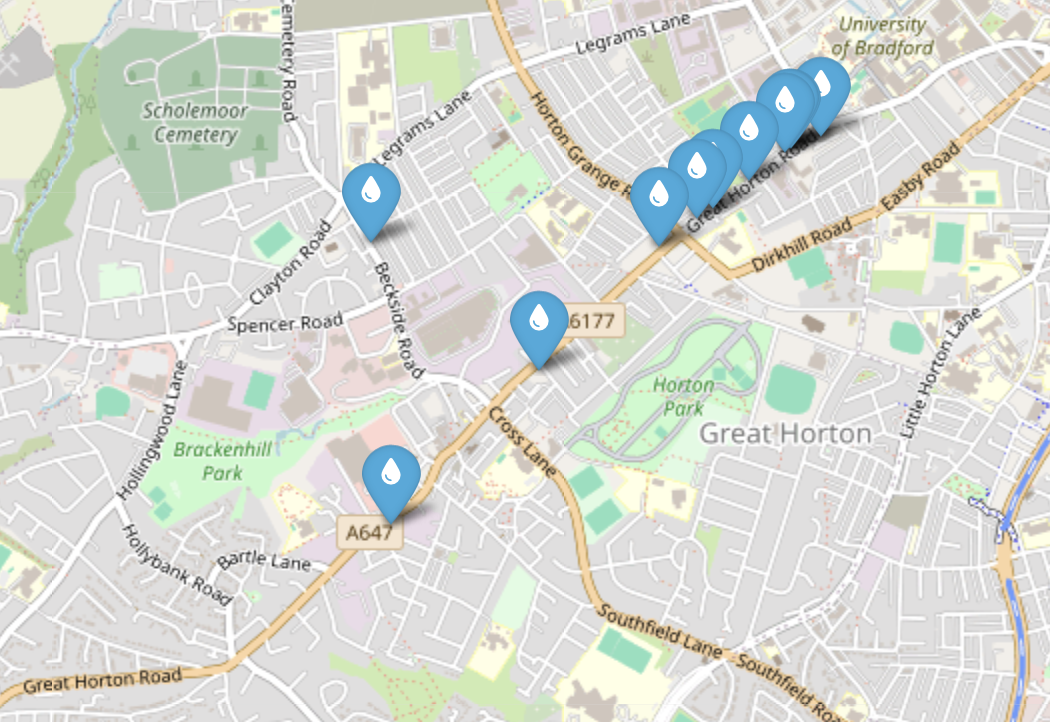 Cemetery Road
Legrams Lane
University
of Bradford
Scholemoor
Cemetery
Legrams Lane
Horton Grange R
Great Horton Road
Easby Road
Clayton Road
Dirkhill Road
Beckside Road
Spencer Road
6177
Little Horton Lane
Hollingwood Lane
Horton
Park
Cross Lane
Great Horton
Brackenhill
Park
A647
Bartle Lane
Hollybank Road
Southfield Lane
Southfield Roa
Great Horton Road